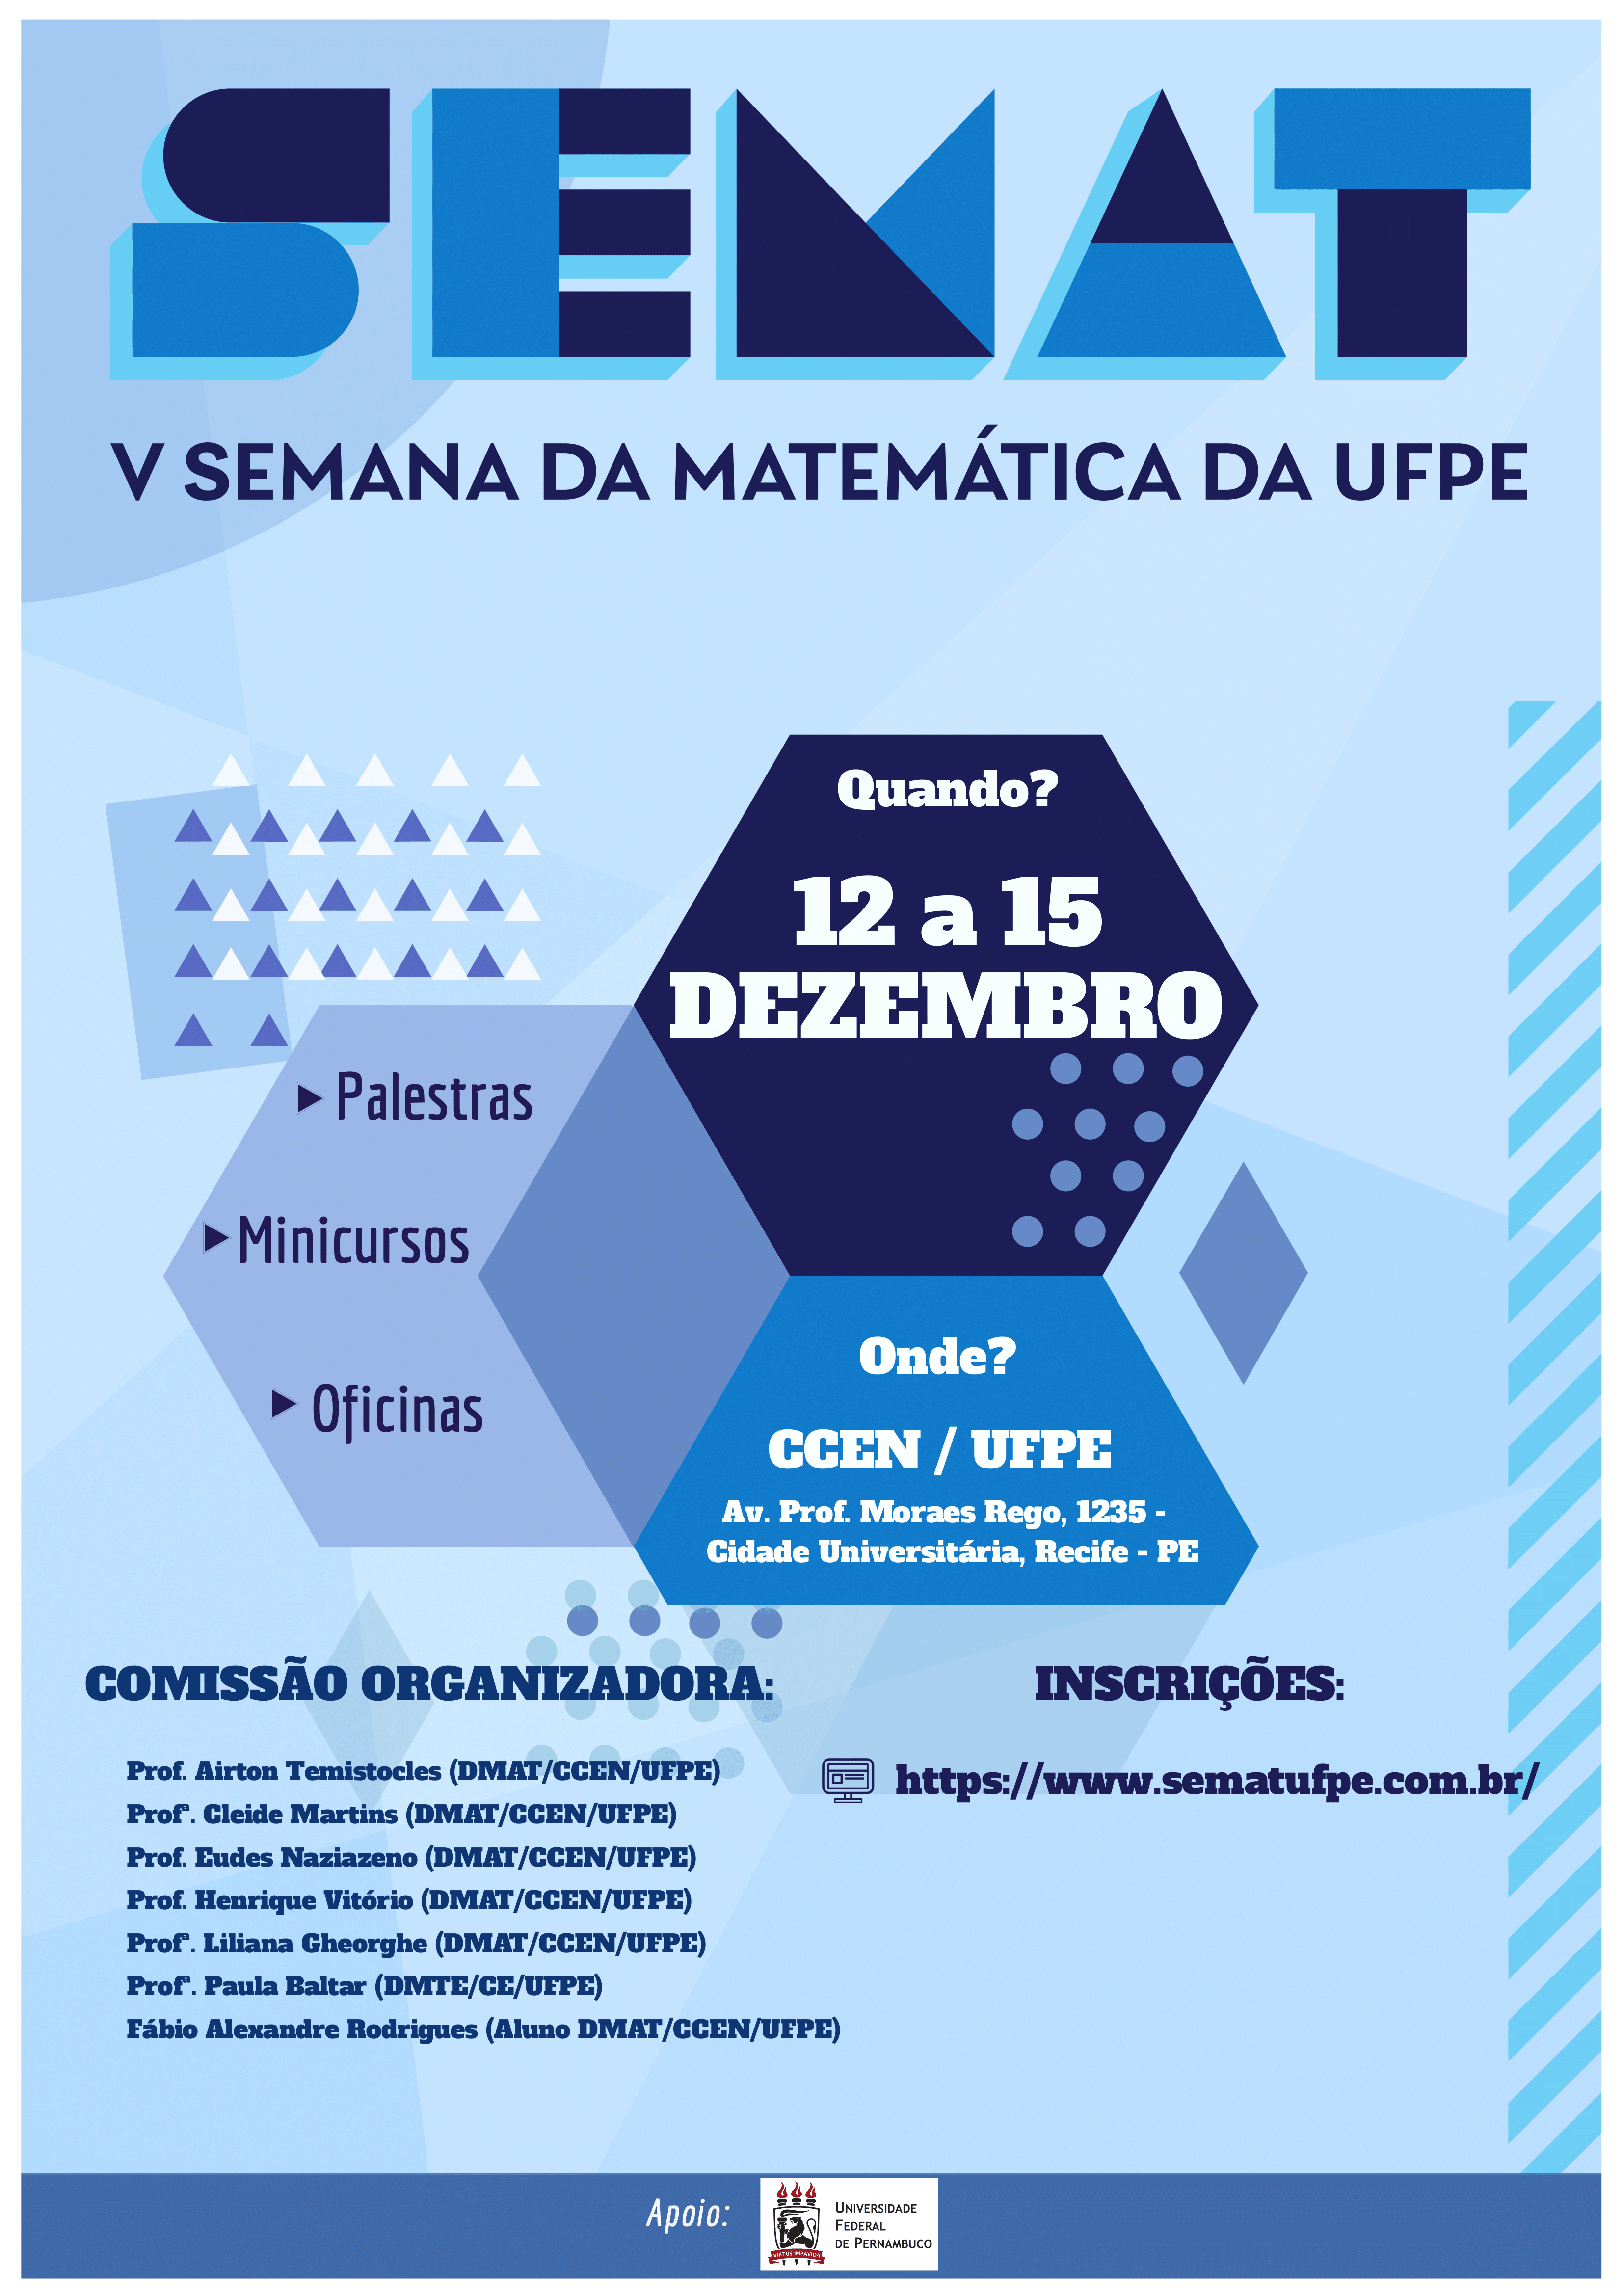 SEMAT
V SEMANA DA MATEMÁTICA DA UFPE
Quando?
12 a 15
DEZEMBRO
Palestras
Minicursos
Oficinas
Onde?
CCEN / UFPE
Av. Prof. Moraes Rego, 1235 -
Cidade Universitária, Recife - PE
COMISSÃO ORGANIZADORA:
Prof. Airton Temistocles (DMAT/CCEN/UFPE)
Profª. Cleide Martins (DMAT/CCEN/UFPE)
Prof. Eudes Naziazeno (DMAT/CCEN/UFPE)
Prof. Henrique Vitório (DMAT/CCEN/UFPE)
Profª. Liliana Gheorghe (DMAT/CCEN/UFPE)
Profª. Paula Baltar (DMTE/CE/UFPE)
Fábio Alexandre Rodrigues (Aluno DMAT/CCEN/UFPE)
INSCRIÇÕES:
https://www.sematufpe.com.br/
Apoio:
VIRTUS IMPAVIDA
UNIVERSIDADE
FEDERAL
DE PERNAMBUCO